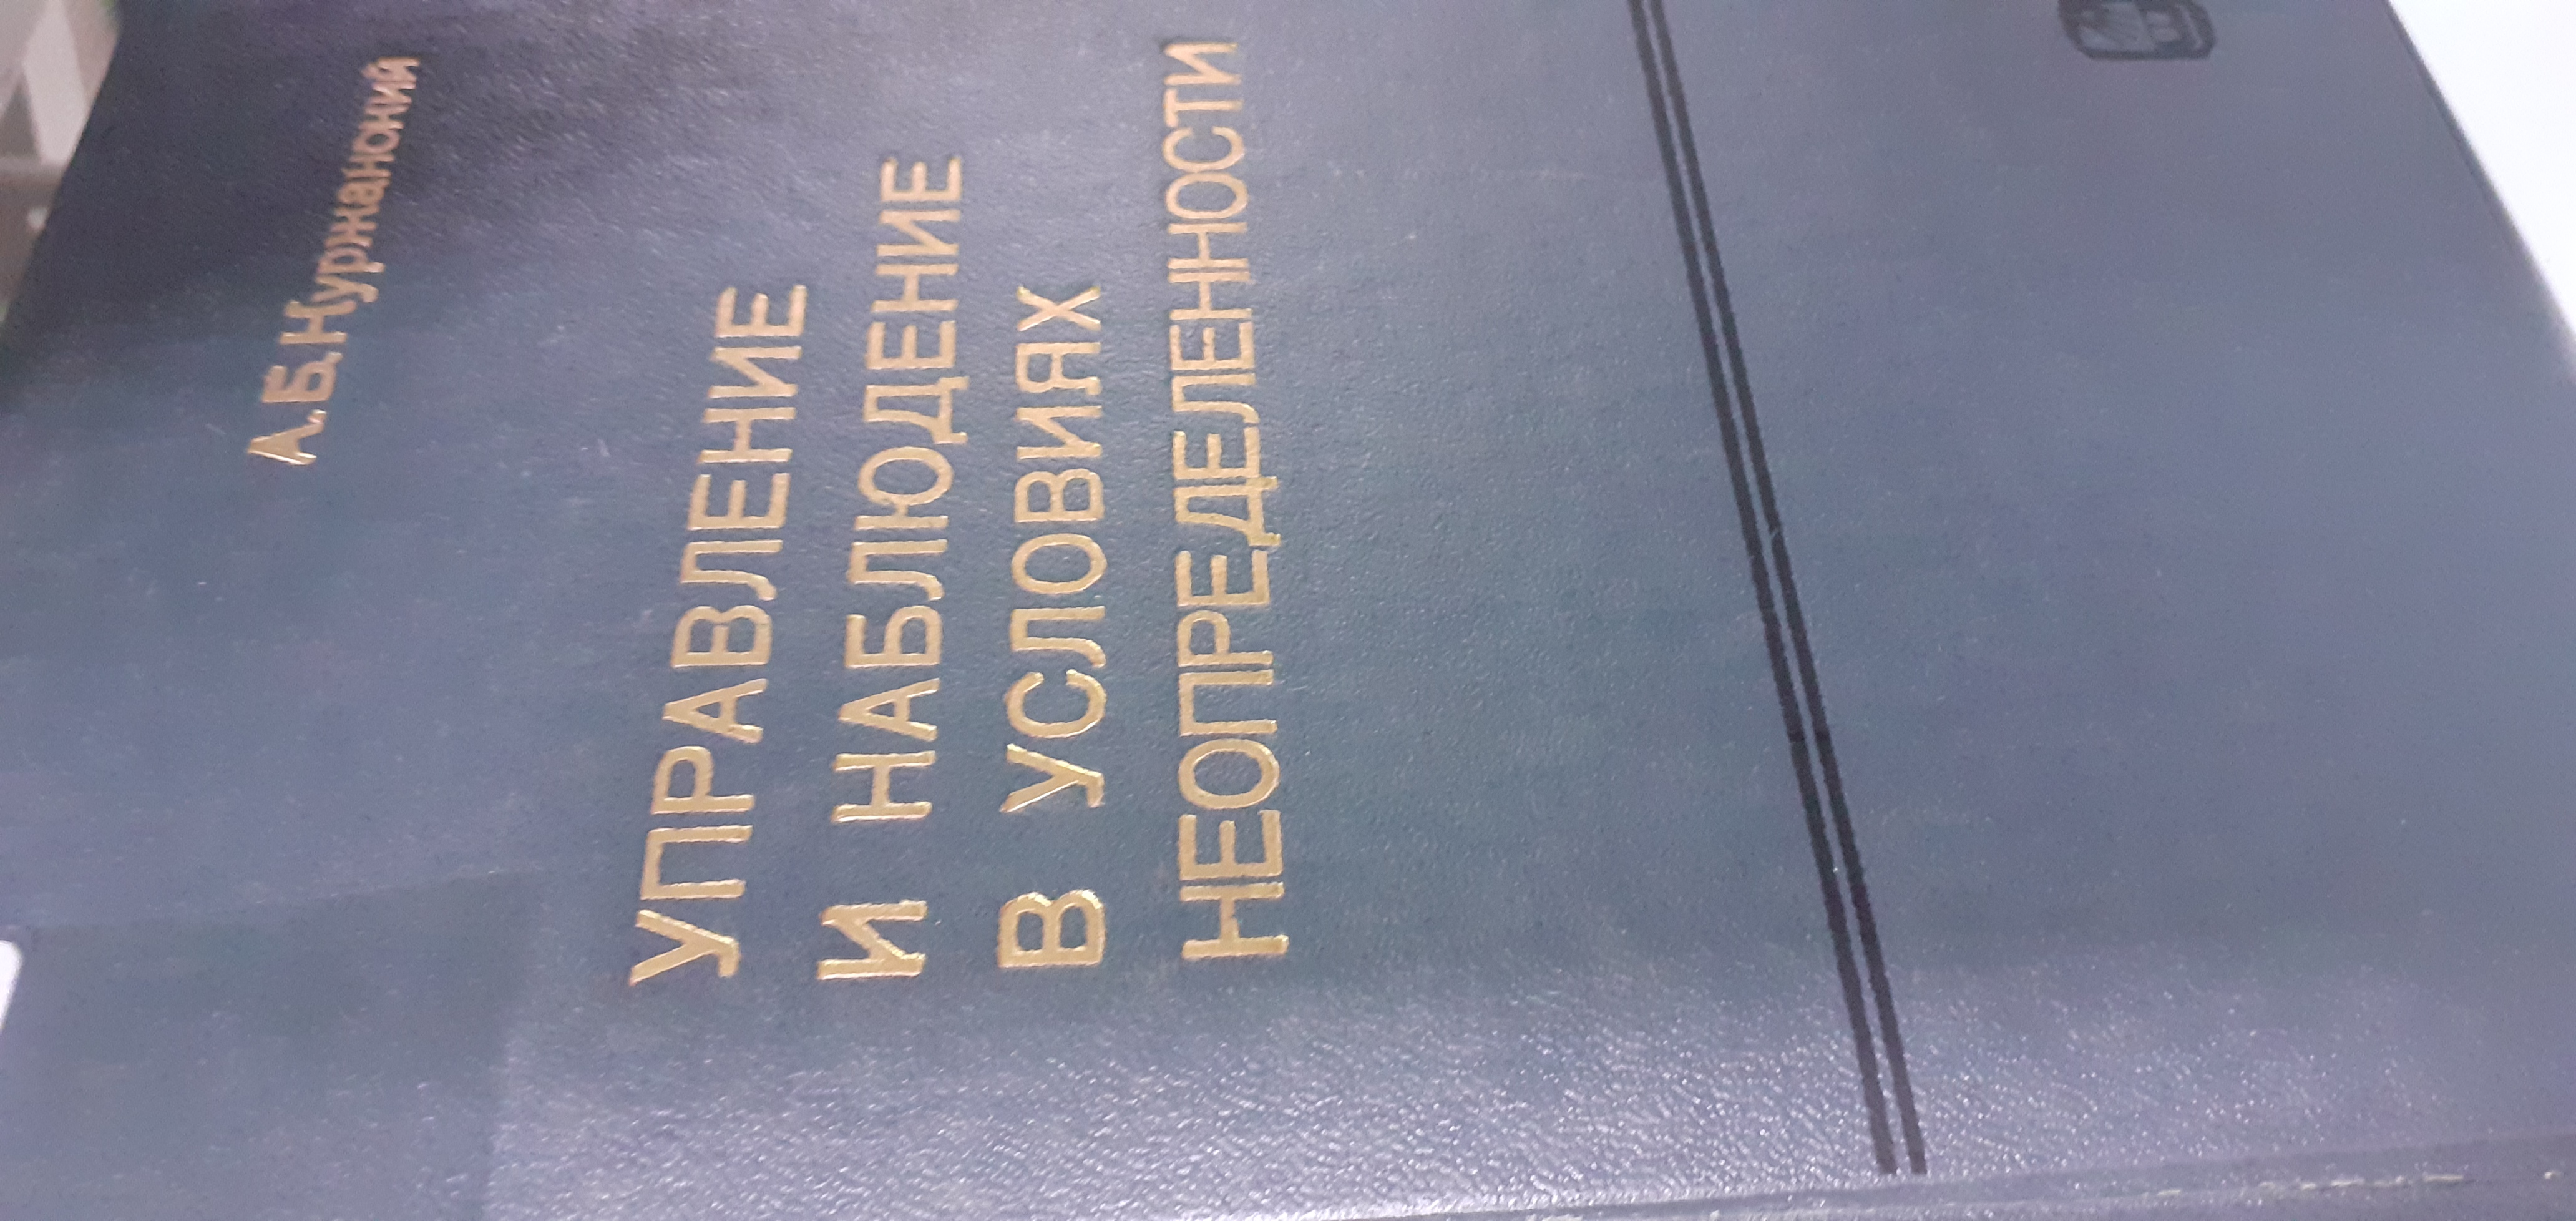 А.Б.Куржанский
УПРАВЛЕНИЕ
И НАБЛЮДЕНИЕ
В УСЛОВИЯХ
НЕОПРЕДЕЛЕННОСТИ